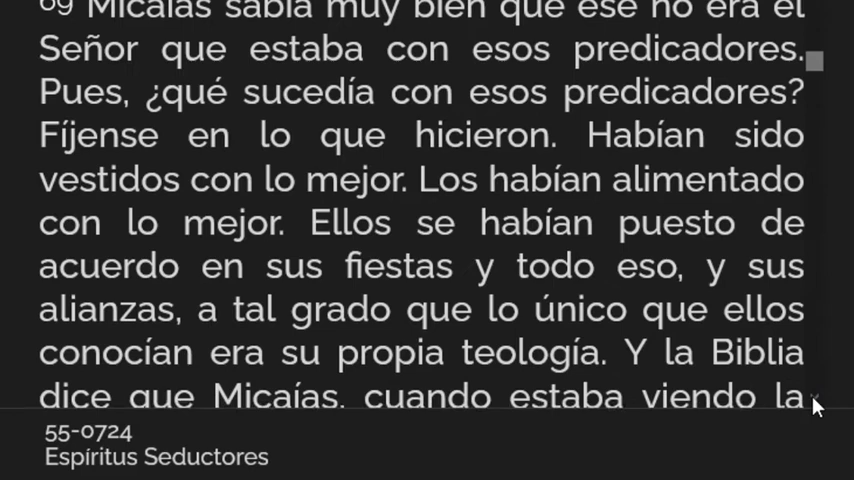 69 Micaías sabía muy bien que ese no era el
Señor que estaba con esos predicadores.
Pues, ¿qué sucedía con esos predicadores?
Fíjense en lo que hicieron. Habían sido
vestidos con lo mejor. Los habían alimentado
con lo mejor. Ellos se habían puesto de
acuerdo en sus fiestas y todo eso, y sus
alianzas, a tal grado que lo único que ellos
conocían era su propia teología. Y la Biblia
dice que Micaías, cuando estaba viendo la
55-0724
Espíritus Seductores